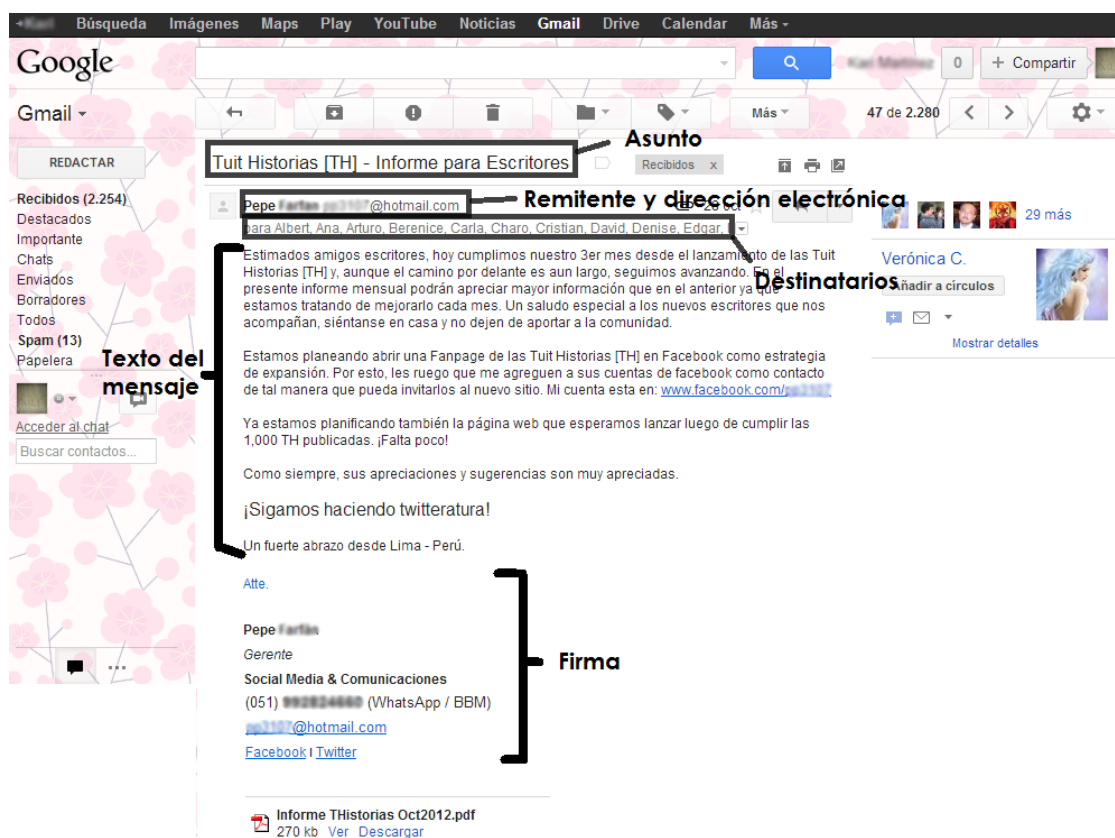 Búsqueda Imágenes Maps Play YouTube Noticias Gmail Drive Calendar Más
Google
0 + Compartir
Gmail
Más
47 de 2.280
REDACTAR
Asunto
Tuit Historias [TH] - Informe para Escritores
Recibidos x
Recibidos (2.254)
Destacados
Importante
Chats
Enviados
Borradores
Todos
Spam (13)
Papelera
Acceder al chat
Buscar contactos...
Pepe @hotmail.com
Remitente y dirección electrónica
para Albert, Ana, Arturo, Berenice, Carla, Charo, Cristian, David, Denise, Edgar,
Destinatarios
29 más
Verónica C.
Añadir a círculos
Mostrar detalles
Texto del
mensaje
Estimados amigos escritores, hoy cumplimos nuestro 3er mes desde el lanzamiento de las Tuit
Historias [TH] y, aunque el camino por delante es aun largo, seguimos avanzando. En el
presente informe mensual podrán apreciar mayor información que en el anterior ya que
estamos tratando de mejorarlo cada mes. Un saludo especial a los nuevos escritores que nos
acompañan, siéntanse en casa y no dejen de aportar a la comunidad.
Estamos planeando abrir una Fanpage de las Tuit Historias [TH] en Facebook como estrategia
de expansión. Por esto, les ruego que me agreguen a sus cuentas de facebook como contacto
de tal manera que pueda invitarlos al nuevo sitio. Mi cuenta esta en: www.facebook.com/
Ya estamos planificando también la página web que esperamos lanzar luego de cumplir las
1,000 TH publicadas. ¡Falta poco!
Como siempre, sus apreciaciones y sugerencias son muy apreciadas.
¡Sigamos haciendo twitteratura!
Un fuerte abrazo desde Lima - Perú.
Atte.
Firma
Pepe
Gerente
Social Media & Comunicaciones
(051) (WhatsApp / BBM)
@hotmail.com
Facebook I Twitter
Informe THistorias Oct2012.pdf
270 kb Ver Descargar